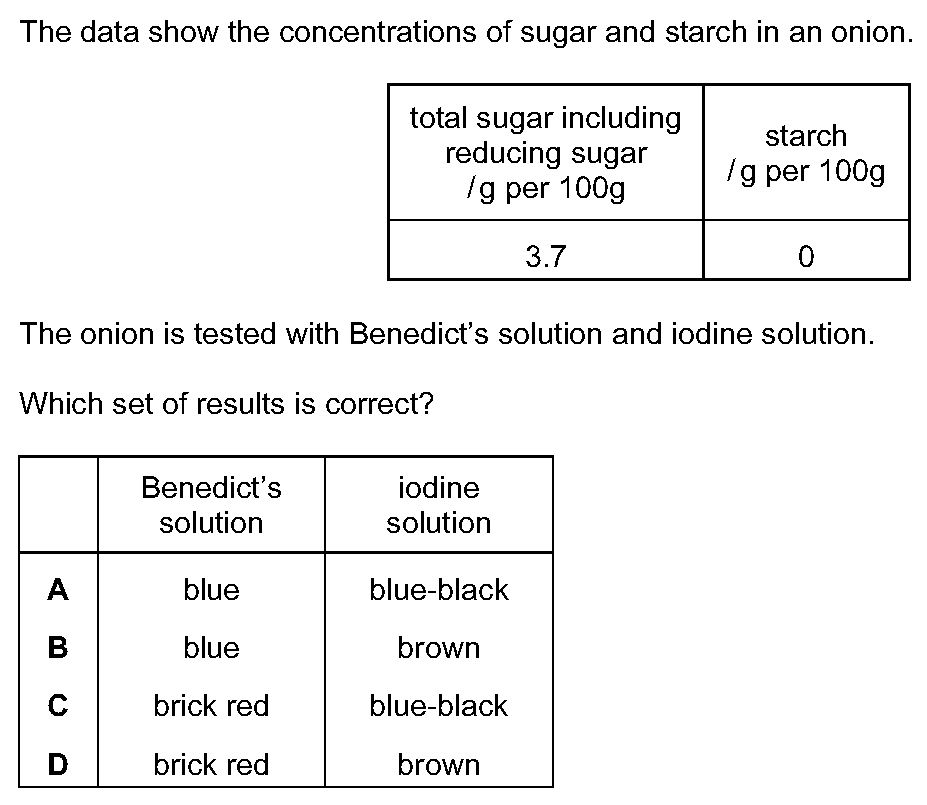 The data show the concentrations of sugar and starch in an onion.
total sugar including
reducing sugar
/ g per 100g
starch
/ g per 100g
3.7
0
The onion is tested with Benedict's solution and iodine solution.
Which set of results is correct?
Benedict's
solution
iodine
solution
A blue blue-black
B blue brown
C brick red blue-black
D brick red brown